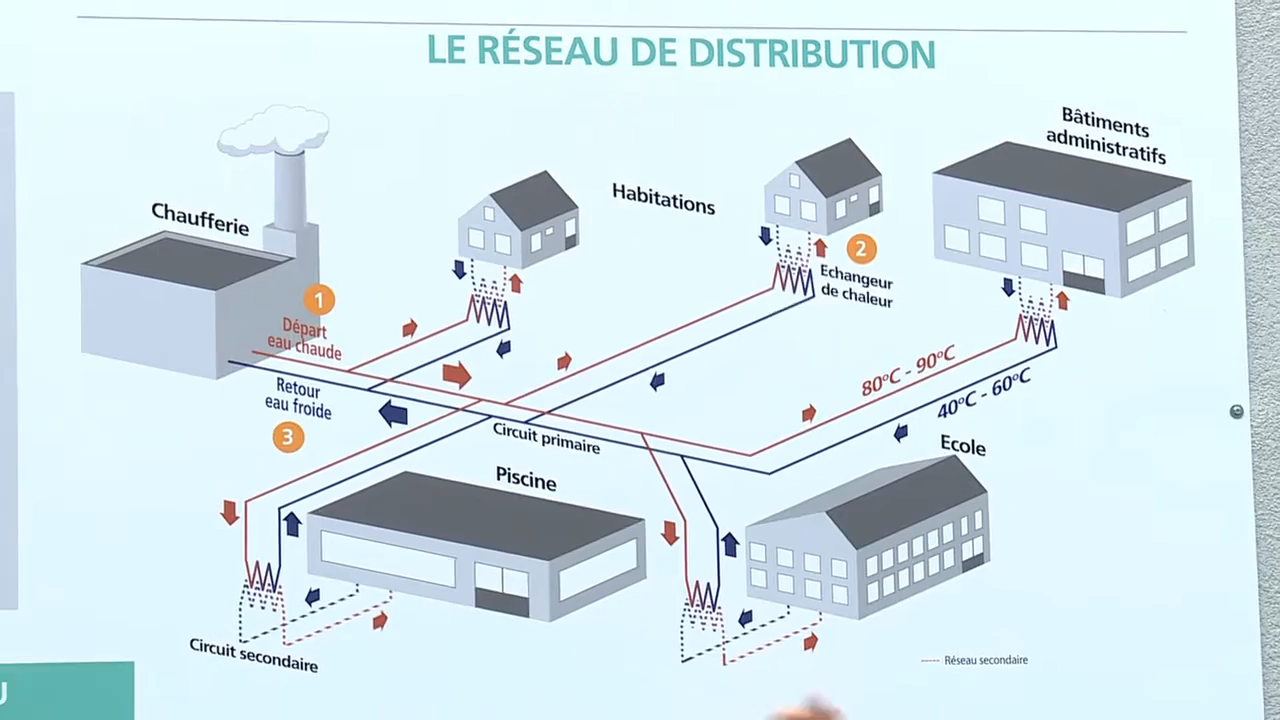 LE RÉSEAU DE DISTRIBUTION
Bâtiments
administratifs
Habitations
Chaufferie
2
Echangeur
de chaleur
1
Départ
eau chaude
80°C - 90°C
40°C - 60°C
Retour
eau froide
3
Circuit primaire
Ecole
Piscine
Circuit secondaire
Réseau secondaire
U